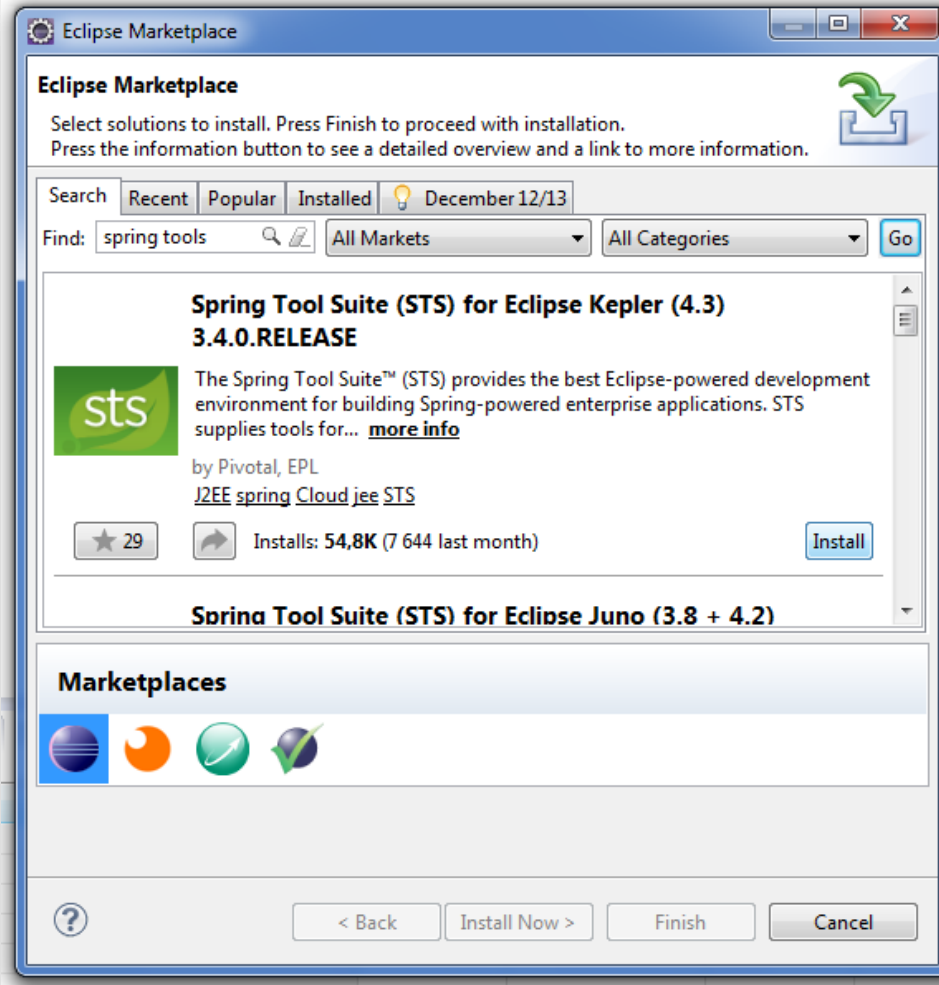 Eclipse Marketplace
Eclipse Marketplace
Select solutions to install. Press Finish to proceed with installation.
Press the information button to see a detailed overview and a link to more information.
Search Recent Popular Installed December 12/13
Find: spring tools All Markets All Categories Go
Spring Tool Suite (STS) for Eclipse Kepler (4.3)
3.4.0.RELEASE
sts
The Spring Tool Suite™ (STS) provides the best Eclipse-powered development
environment for building Spring-powered enterprise applications. STS
supplies tools for... more info
by Pivotal, EPL
J2EE spring Cloud jee STS
29 Installs: 54,8K (7 644 last month) Install
Spring Tool Suite (STS) for Eclipse Juno (3.8 + 4.2)
Marketplaces
? < Back Install Now > Finish Cancel